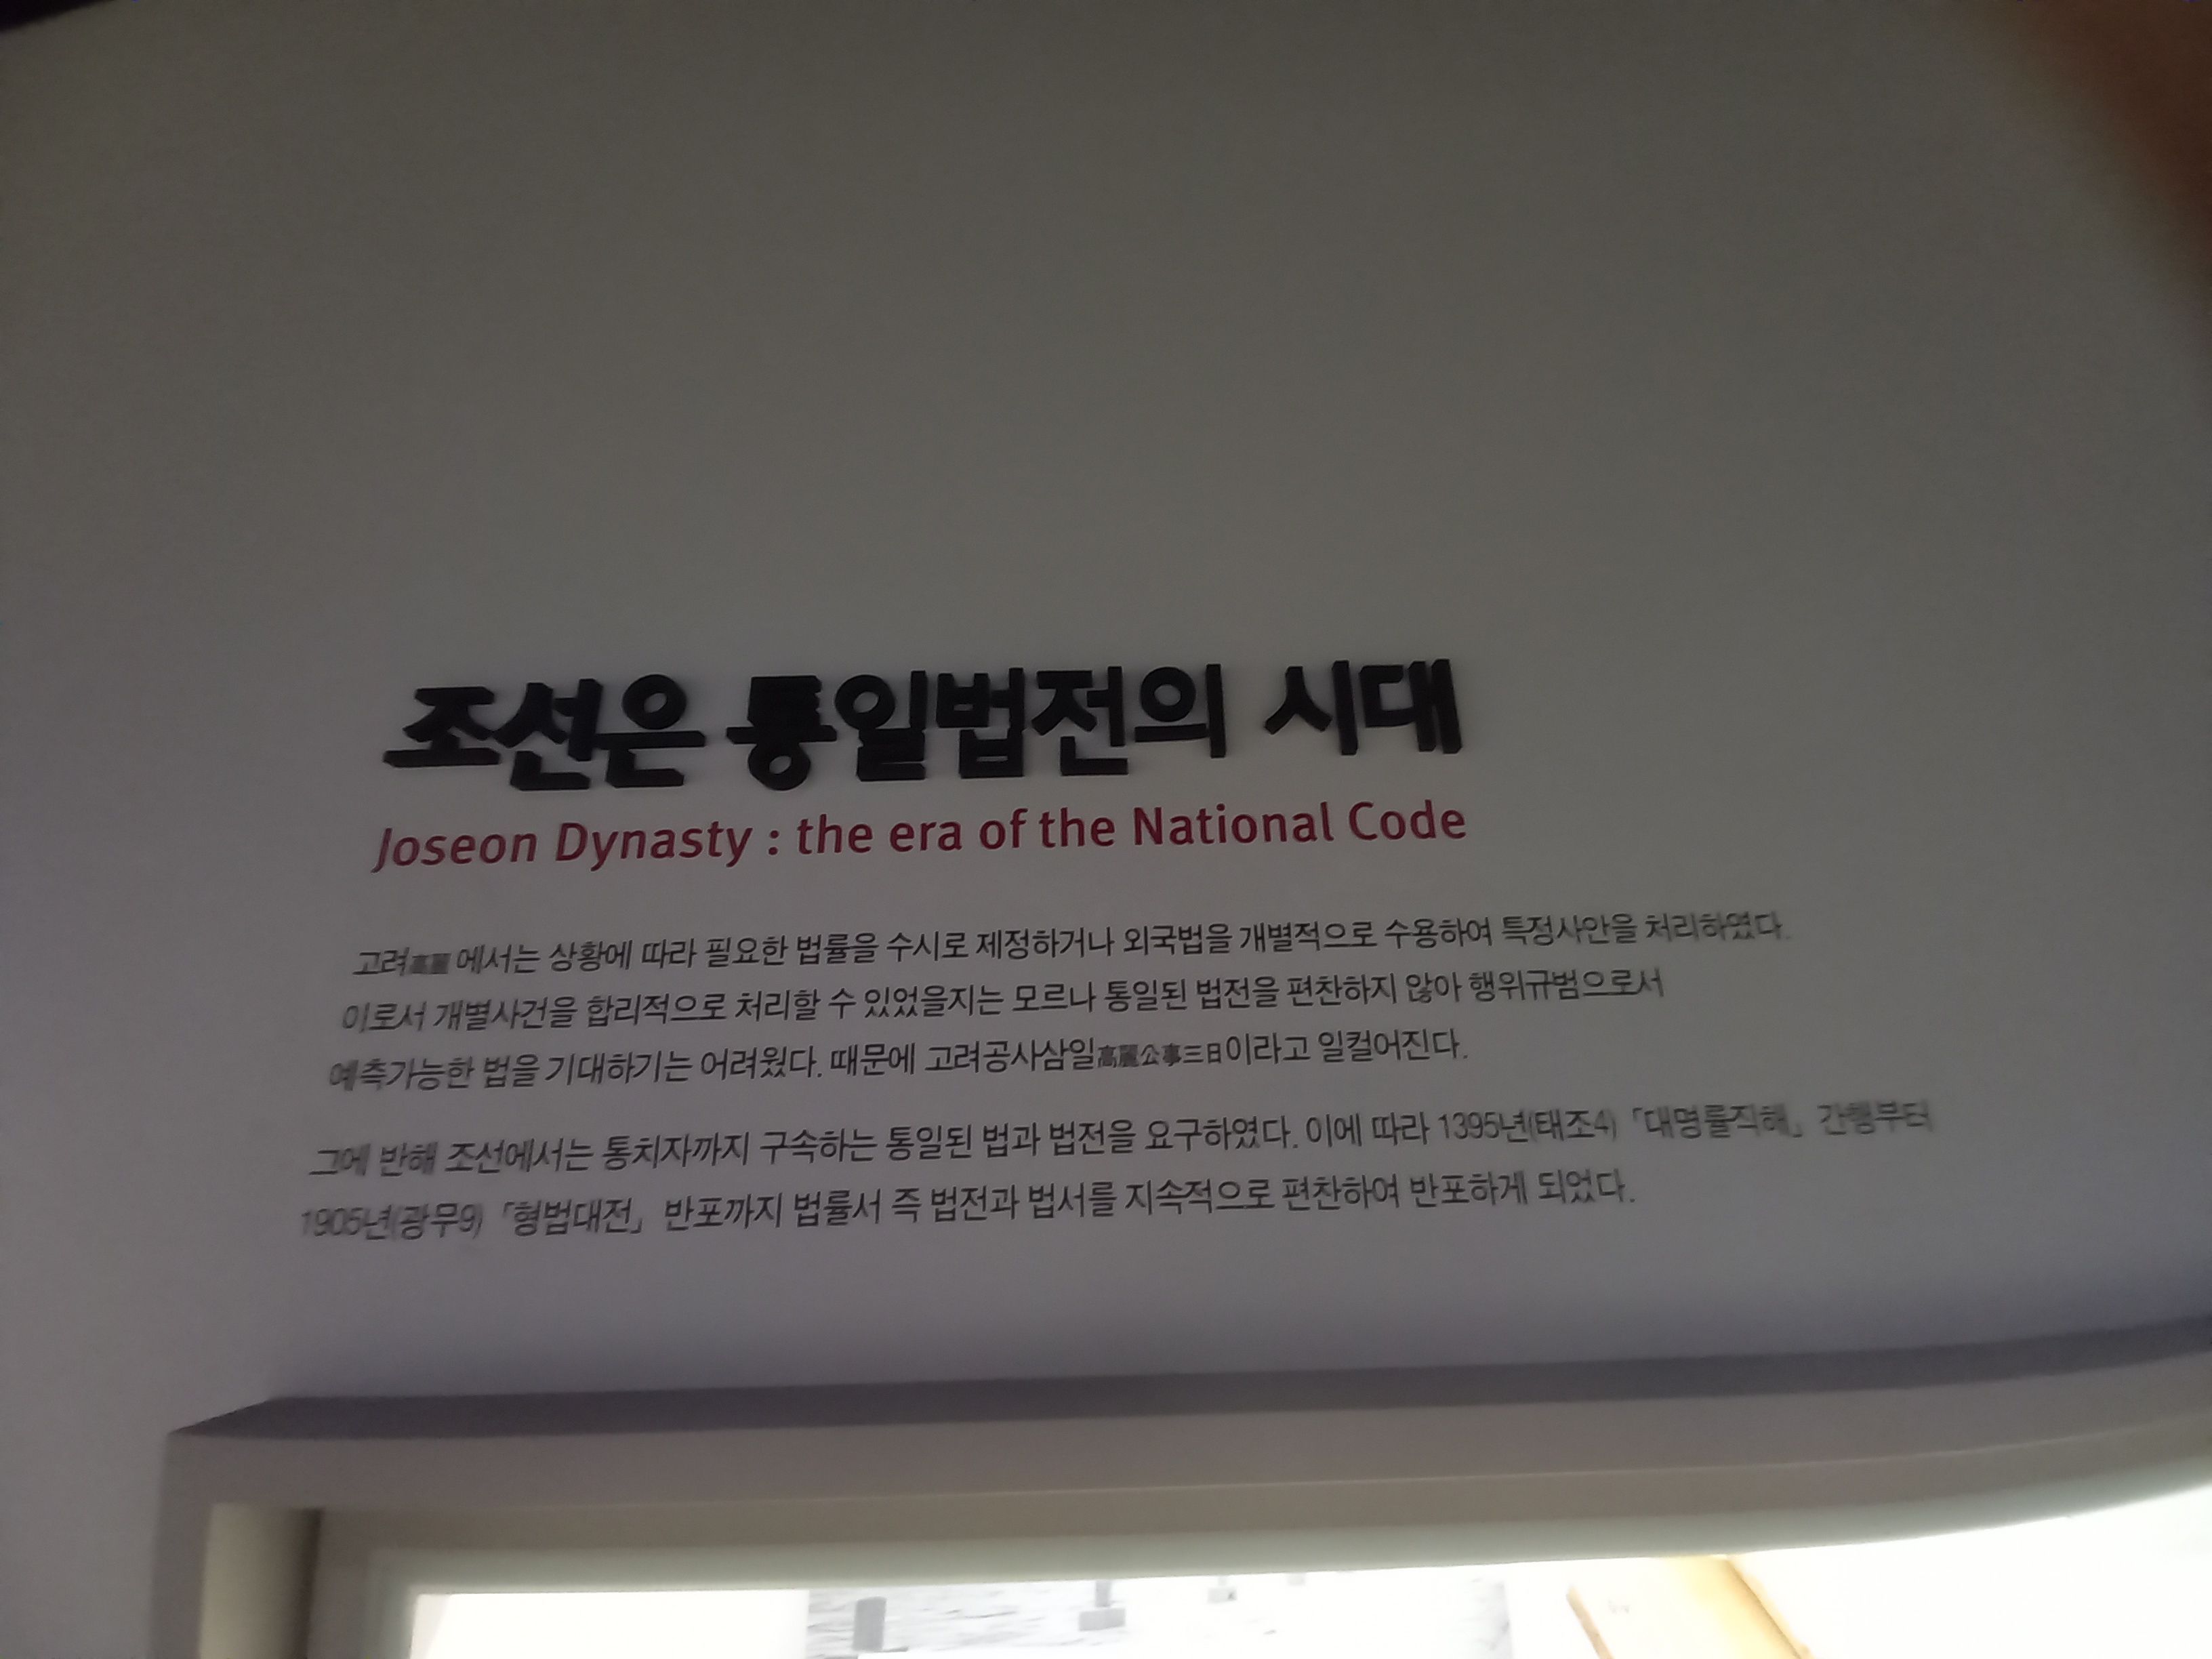 조선은 통일법전의 시대
Joseon Dynasty : the era of the National Code
고려高麗에서는 상황에 따라 필요한 법률을 수시로 제정하거나 외국법을 개별적으로 수용하여 특정사안을 처리하였다.
이로서 개별사건을 합리적으로 처리할 수 있었을지는 모르나 통일된 법전을 편찬하지 않아 행위규범으로서
예측가능한 법을 기대하기는 어려웠다. 때문에 고려공사삼일高麗公事三日이라고 일컬어진다.
그에 반해 조선에서는 통치자까지 구속하는 통일된 법과 법전을 요구하였다. 이에 따라 1395년(태조4) 「대명률직해」 간행부터
1905년(광무9) 「형법대전」 반포까지 법률서 즉 법전과 법서를 지속적으로 편찬하여 반포하게 되었다.